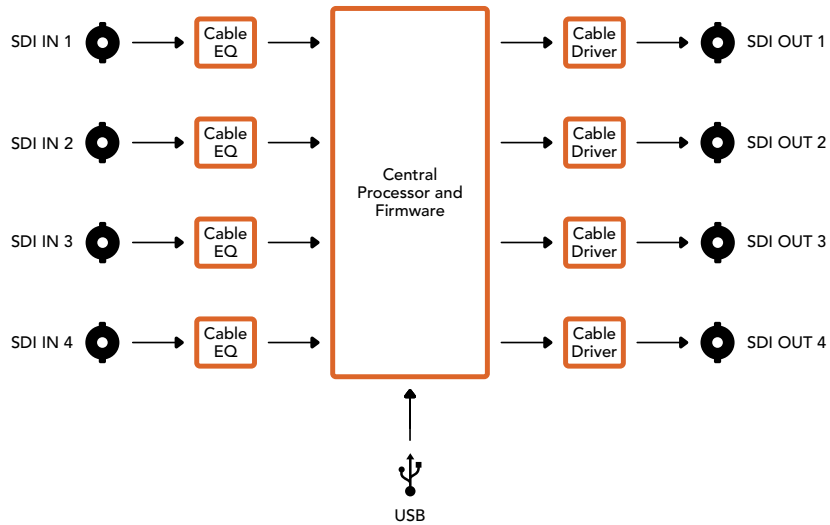 SDI IN 1
Cable
EQ
Cable
Driver
SDI OUT 1
SDI IN 2
Cable
EQ
Cable
Driver
SDI OUT 2
Central
Processor and
Firmware
SDI IN 3
Cable
EQ
Cable
Driver
SDI OUT 3
SDI IN 4
Cable
EQ
Cable
Driver
SDI OUT 4
USB